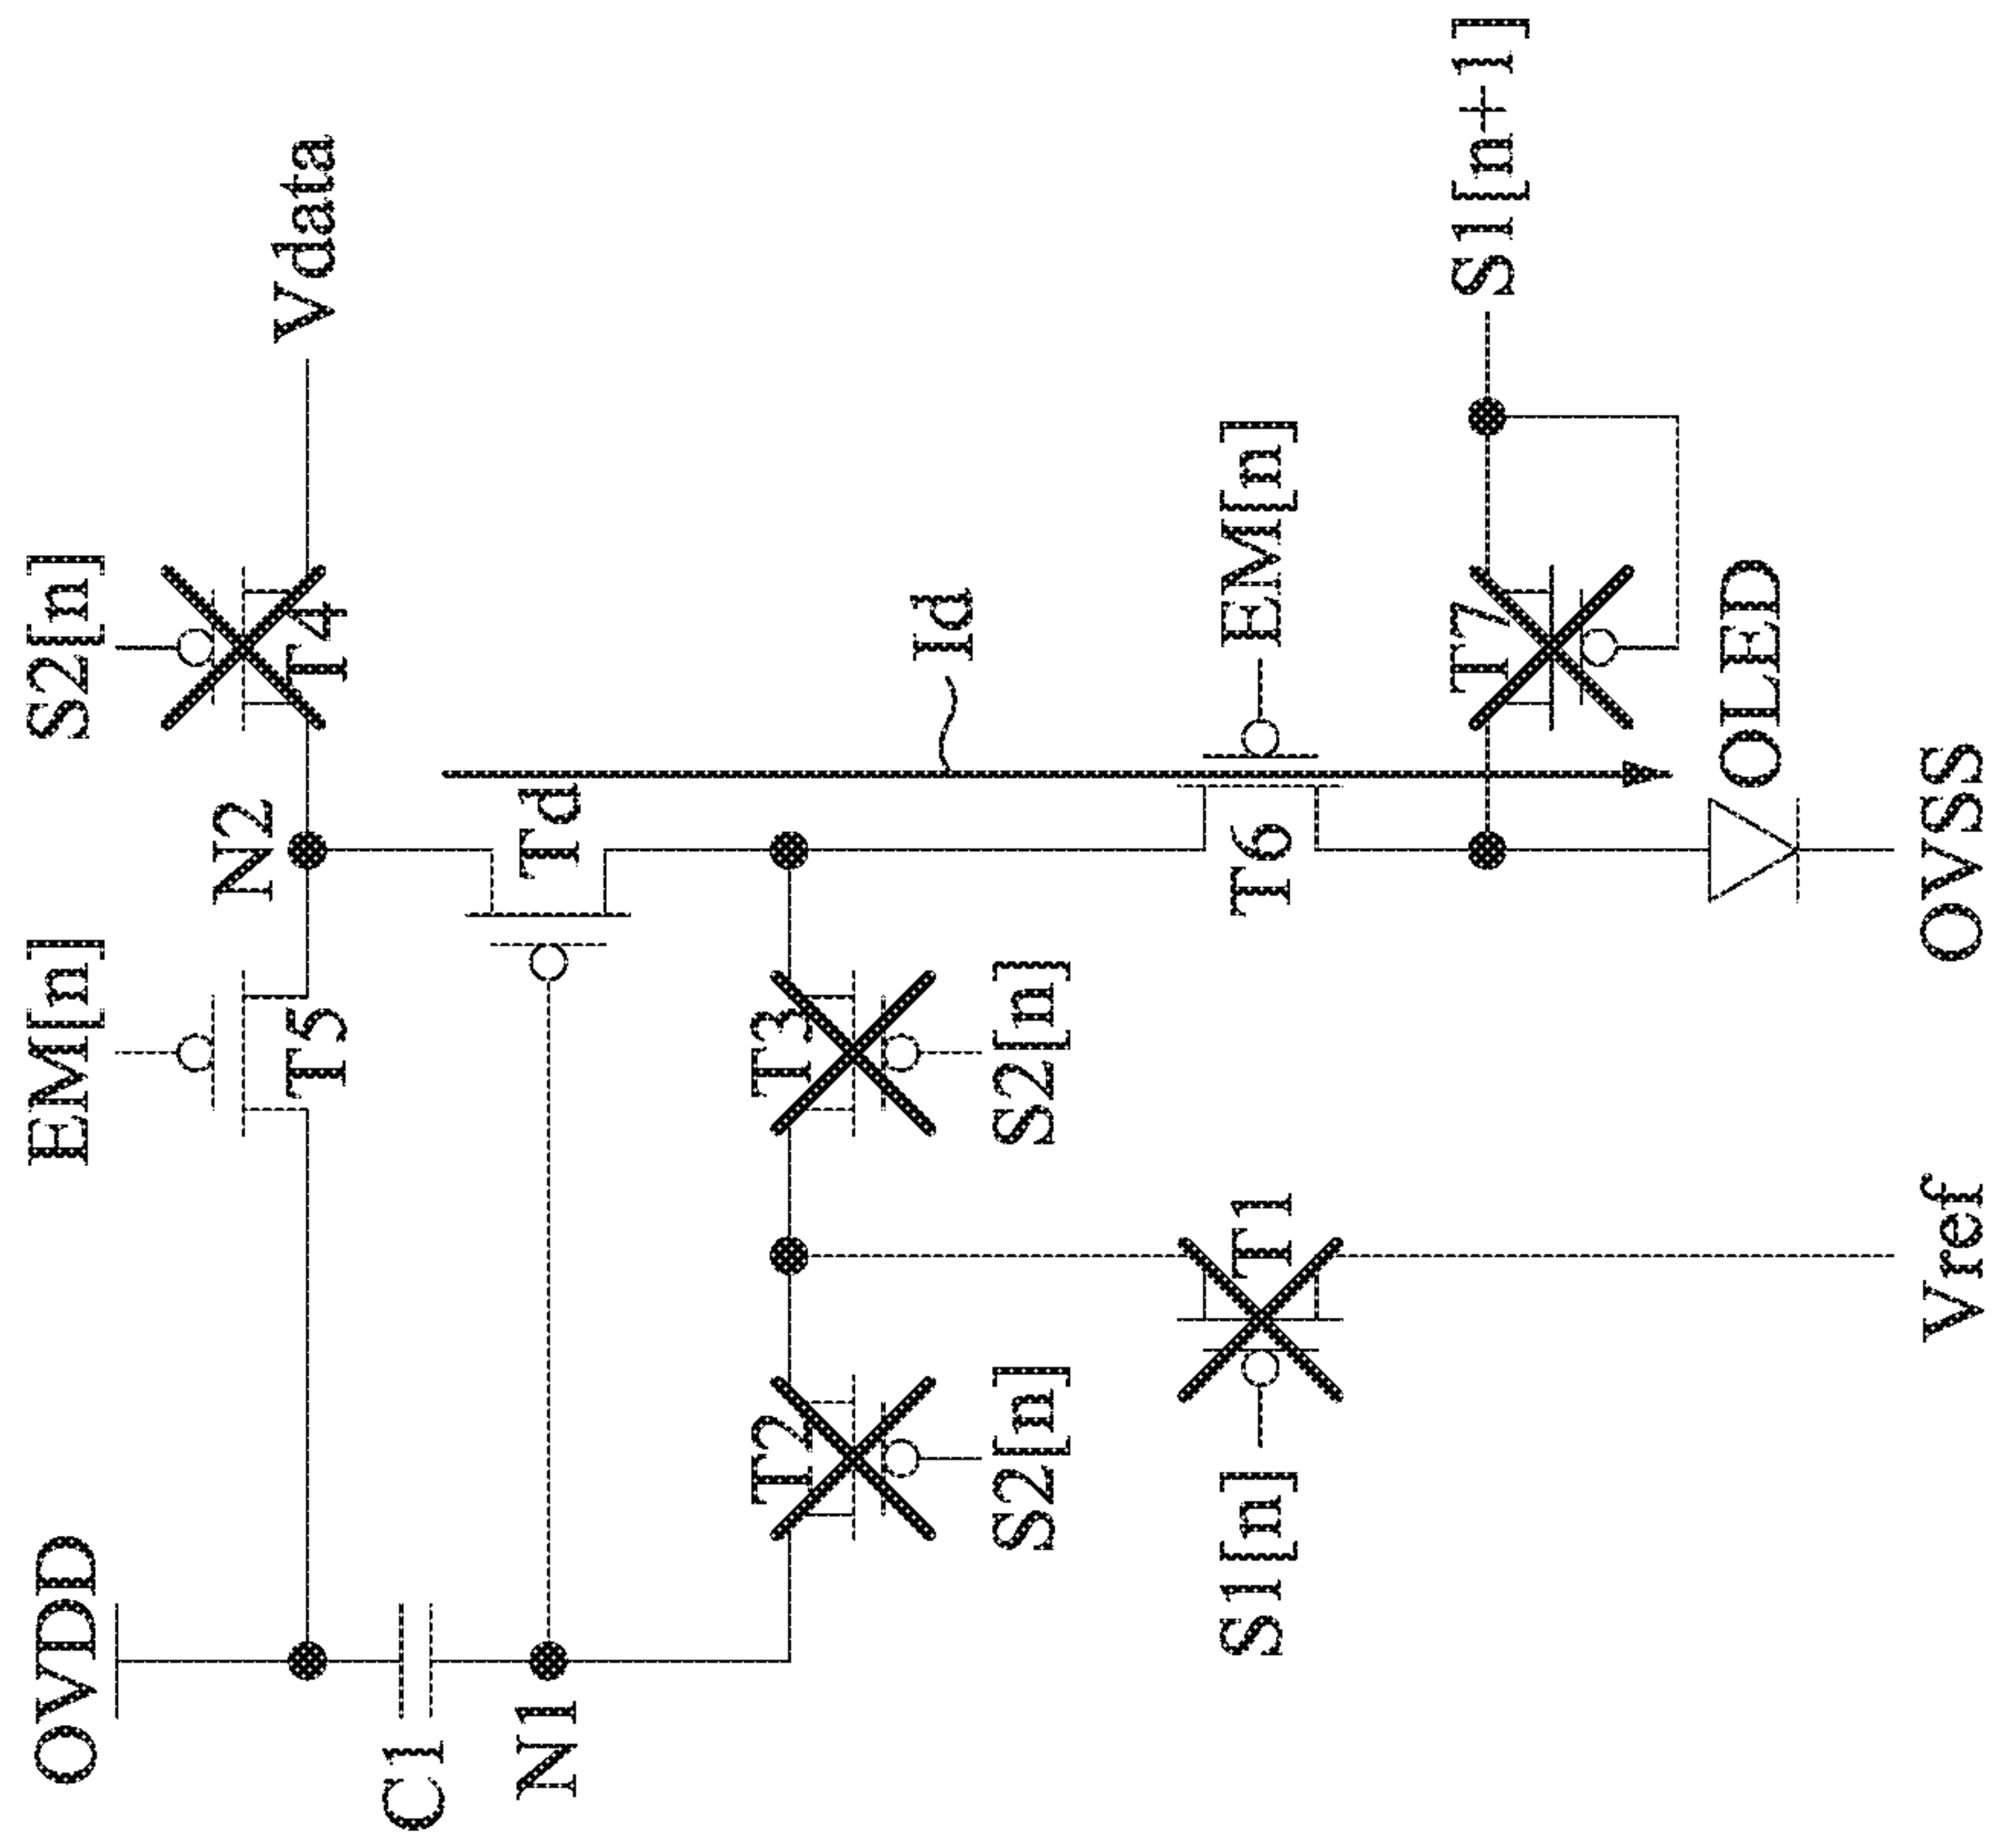 OVDD
C1
N1
EM[n]
T5
N2
S2[n]
T4
Vdata
Td
Id
T2
S2[n]
T3
S2[n]
S1[n]
T1
Vref
T6
EM[n]
T7
S1[n+1]
OLED
OVSS